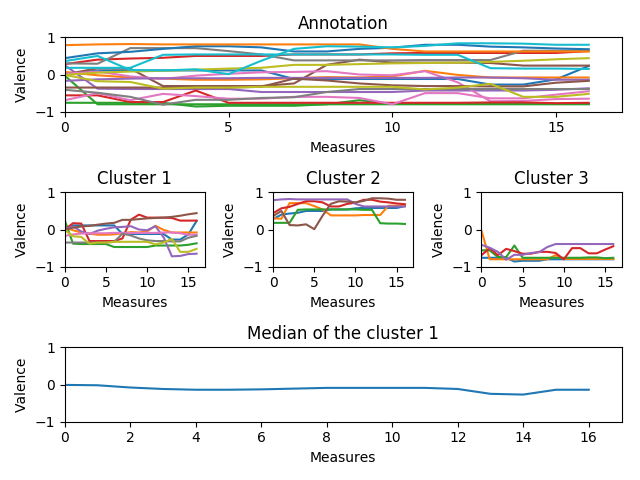 Annotation
Valence
1
0
−1
0 5 10 15
Measures
Cluster 1 Cluster 2 Cluster 3
Valence Valence Valence
1 1 1
0 0 0
−1 −1 −1
0 5 10 15 0 5 10 15 0 5 10 15
Measures Measures Measures
Median of the cluster 1
Valence
1
0
−1
0 2 4 6 8 10 12 14 16
Measures